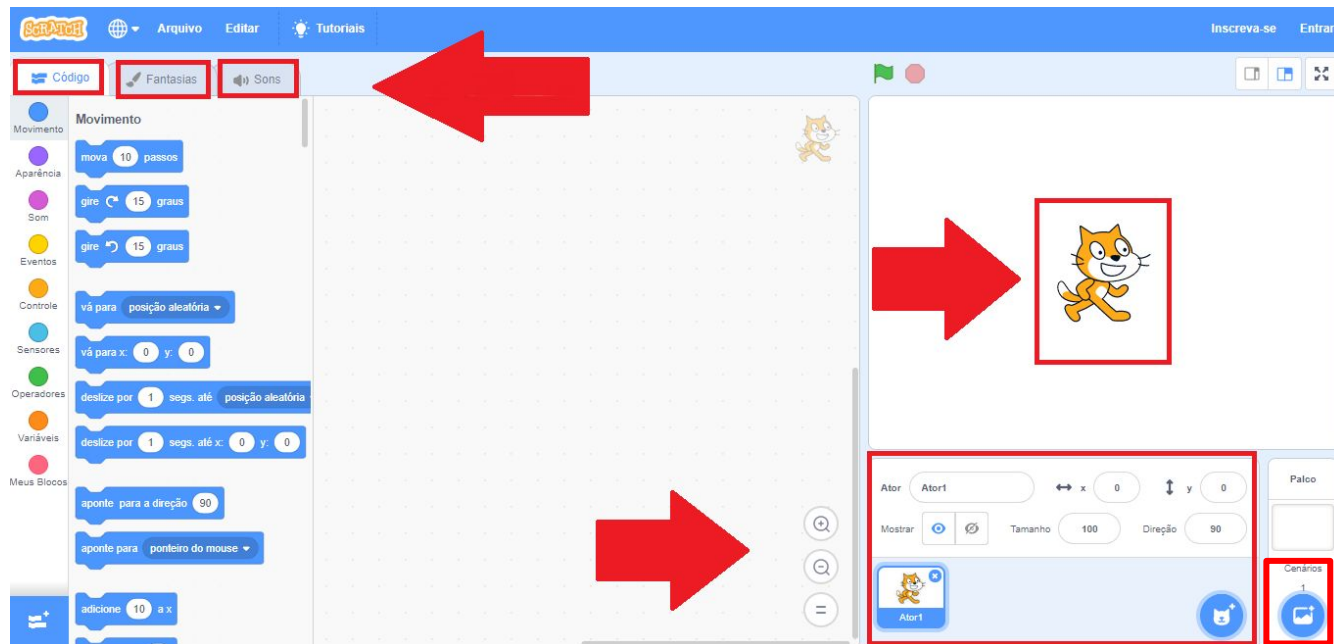 SCRATCH Arquivo Editar Tutoriais Inscreva-se Entrar
Código Fantasias Sons
Movimento
Aparência
Som
Eventos
Controle
Sensores
Operadores
Variáveis
Meus Blocos
Movimento
mova 10 passos
gire 15 graus
gire 15 graus
vá para posição aleatória
vá para x: 0 y: 0
deslize por 1 segs. até posição aleatória
deslize por 1 segs. até x: 0 y: 0
aponte para a direção 90
aponte para ponteiro do mouse
adicione 10 a x
Ator Ator1 x 0 y 0
Mostrar Tamanho 100 Direção 90
Ator1
Palco
Cenários
1